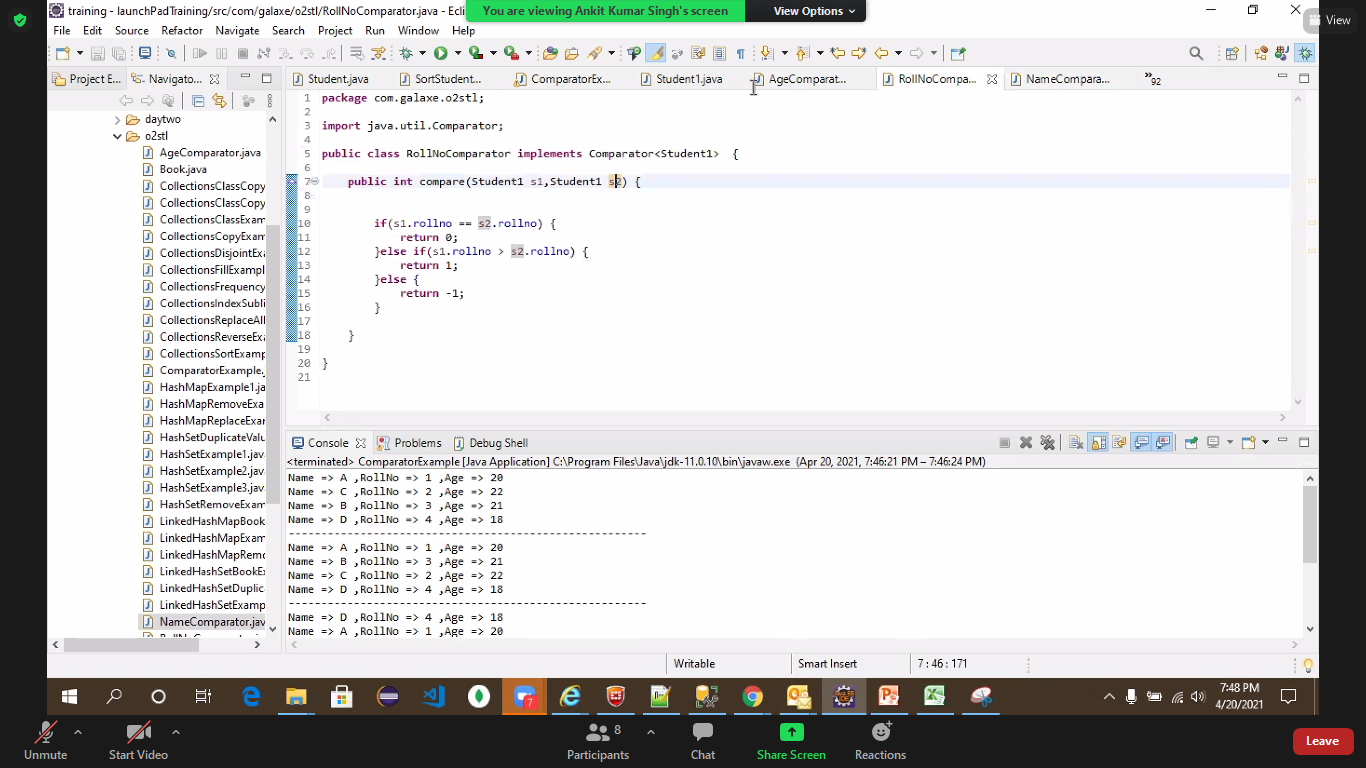 You are viewing Ankit Kumar Singh's screen
View Options
View
training - launchPadTraining/src/com/galaxe/o2stl/RollNoComparator.java - Ecli
File Edit Source Refactor Navigate Search Project Run Window Help
Project E... Navigato...
Student.java SortStudent... ComparatorEx... Student1.java AgeComparat... RollNoCompa... NameCompara... »92
daytwo
o2stl
AgeComparator.java
Book.java
CollectionsClassCopy
CollectionsClassCopy
CollectionsClassExam
CollectionsCopyExam
CollectionsDisjointExa
CollectionsFillExampl
CollectionsFrequency
CollectionsIndexSubli
CollectionsReplaceAll
CollectionsReverseExa
CollectionsSortExamp
ComparatorExample.
HashMapExample1.ja
HashMapRemoveExa
HashMapReplaceExar
HashSetDuplicateValu
HashSetExample1.java
HashSetExample2.java
HashSetExample3.java
HashSetRemoveExam
LinkedHashMapBook
LinkedHashMapExam
LinkedHashMapRemo
LinkedHashSetBookEx
LinkedHashSetDuplic
LinkedHashSetExamp
NameComparator.jav
1 package com.galaxe.o2stl;
2
3 import java.util.Comparator;
4
5 public class RollNoComparator implements Comparator<Student1> {
6
7 public int compare(Student1 s1,Student1 s2) {
8
9
10 if(s1.rollno == s2.rollno) {
11 return 0;
12 }else if(s1.rollno > s2.rollno) {
13 return 1;
14 }else {
15 return -1;
16 }
17
18 }
19
20 }
21
Console Problems Debug Shell
<terminated> ComparatorExample [Java Application] C:\Program Files\Java\jdk-11.0.10\bin\javaw.exe (Apr 20, 2021, 7:46:21 PM – 7:46:24 PM)
Name => A ,RollNo => 1 ,Age => 20
Name => C ,RollNo => 2 ,Age => 22
Name => B ,RollNo => 3 ,Age => 21
Name => D ,RollNo => 4 ,Age => 18
-------------------------------------------------------
Name => A ,RollNo => 1 ,Age => 20
Name => B ,RollNo => 3 ,Age => 21
Name => C ,RollNo => 2 ,Age => 22
Name => D ,RollNo => 4 ,Age => 18
-------------------------------------------------------
Name => D ,RollNo => 4 ,Age => 18
Name => A ,RollNo => 1 ,Age => 20
Writable Smart Insert 7 : 46 : 171
7:48 PM
4/20/2021
Unmute Start Video Participants 8 Chat Share Screen Reactions Leave